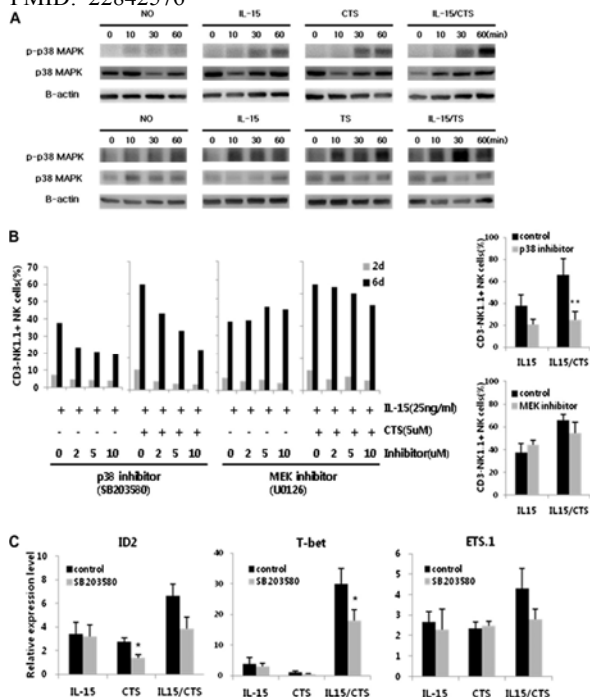 PMID: 22842576
A
NO IL-15 CTS IL-15/CTS
0 10 30 60 0 10 30 60 0 10 30 60 0 10 30 60(min)
p-p38 MAPK
p38 MAPK
B-actin
NO IL-15 TS IL-15/TS
0 10 30 60 0 10 30 60 0 10 30 60 0 10 30 60(min)
p-p38 MAPK
p38 MAPK
B-actin
B
CD3-NK1.1+ NK cells(%)
70
60
50
40
30
20
10
0
2d
6d
+ + + + + + + + + + + + + + + + IL-15(25ng/ml)
- - - - + + + + - - - - + + + + CTS(5uM)
0 2 5 10 0 2 5 10 0 2 5 10 0 2 5 10 Inhibitor(uM)
p38 inhibitor MEK inhibitor
(SB203580) (U0126)
CD3-NK1.1+ NK cells(%)
100
80
60
40
20
0
control
p38 inhibitor
**
IL15 IL15/CTS
CD3-NK1.1+ NK cells(%)
100
80
60
40
20
0
control
MEK inhibitor
IL15 IL15/CTS
C
ID2 T-bet ETS.1
Relative expression level
10
8
6
4
2
0
control
SB203580
*
IL-15 CTS IL15/CTS
40
30
20
10
0
control
SB203580
*
IL-15 CTS IL15/CTS
6
5
4
3
2
1
0
control
SB203580
IL-15 CTS IL15/CTS